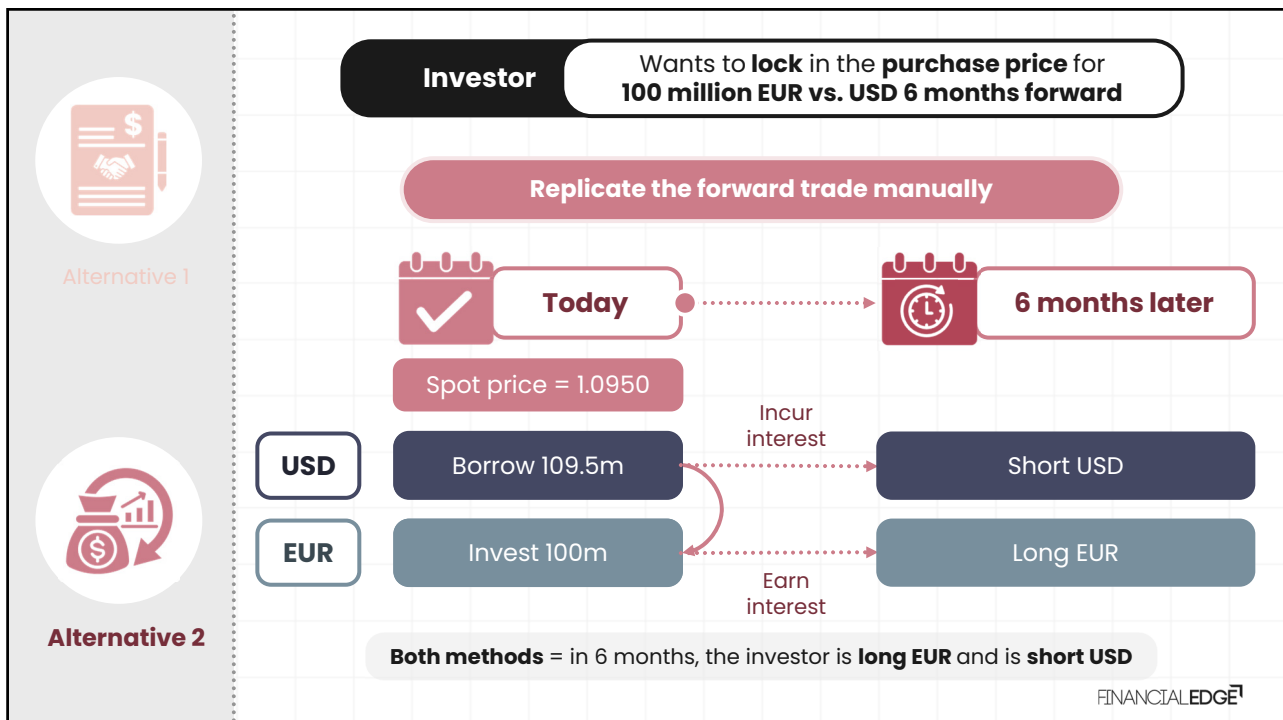 Investor
Wants to lock in the purchase price for
100 million EUR vs. USD 6 months forward
Replicate the forward trade manually
$
Alternative 1
Today
6 months later
Spot price = 1.0950
Incur
interest
USD
Borrow 109.5m
Short USD
EUR
Invest 100m
Long EUR
Earn
interest
$
Alternative 2
Both methods = in 6 months, the investor is long EUR and is short USD
FINANCIALEDGE